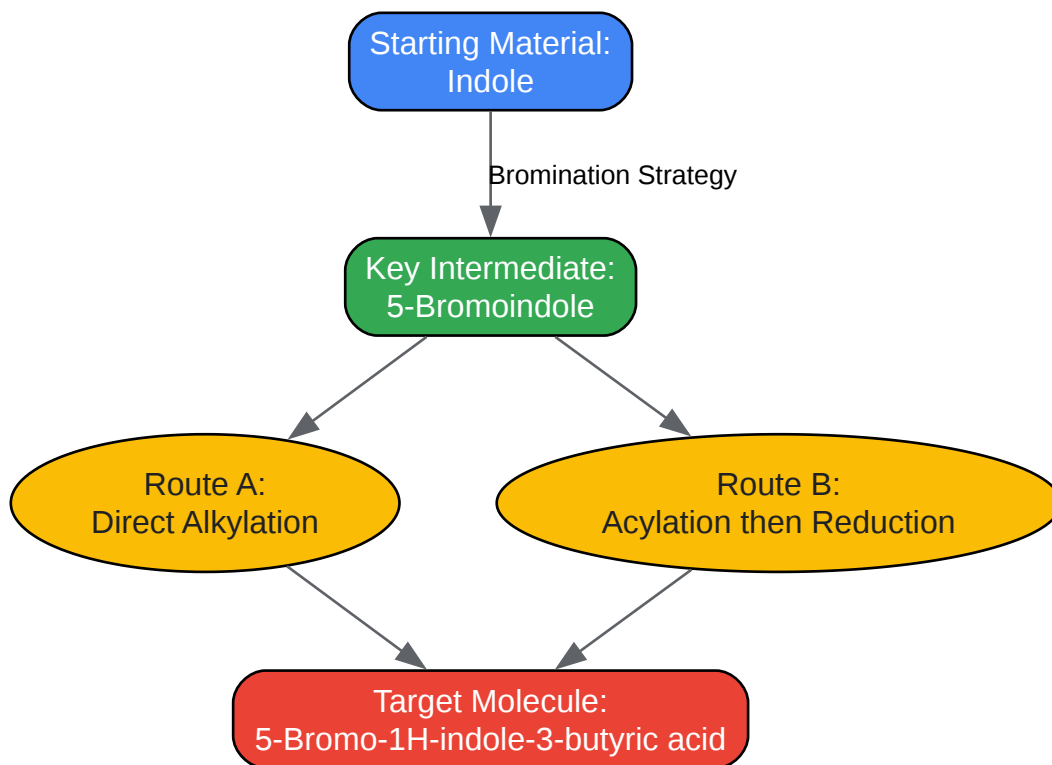 Starting Material:
Indole
Bromination Strategy
Key Intermediate:
5-Bromoindole
Route A:
Direct Alkylation
Route B:
Acylation then Reduction
Target Molecule:
5-Bromo-1H-indole-3-butyric acid